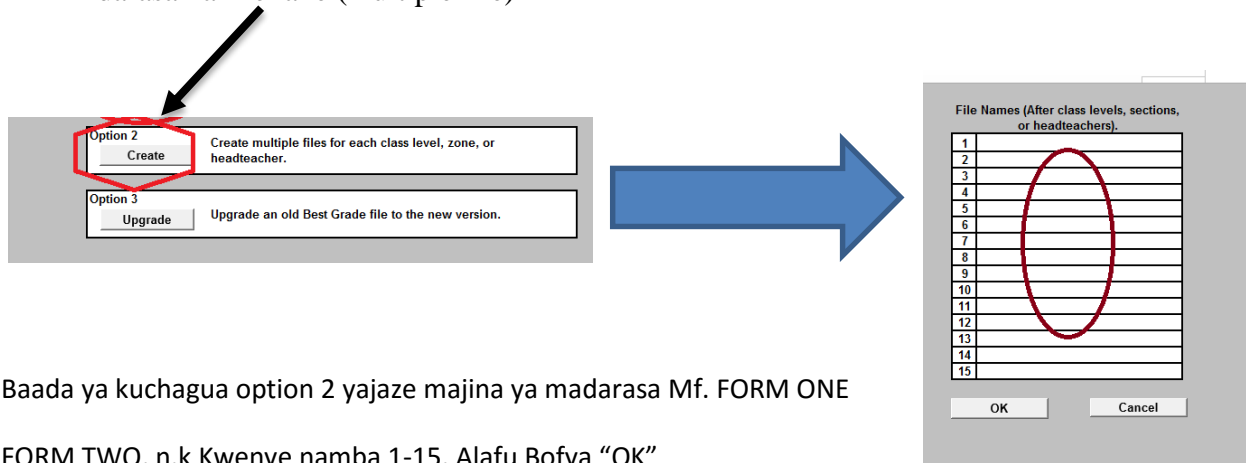 Option 2
Create
Create multiple files for each class level, zone, or
headteacher.
Option 3
Upgrade
Upgrade an old Best Grade file to the new version.
File Names (After class levels, sections,
or headteachers).
1
2
3
4
5
6
7
8
9
10
11
12
13
14
15
OK
Cancel
Baada ya kuchagua option 2 yajaze majina ya madarasa Mf. FORM ONE
FORM TWO, n.k Kwenye namba 1-15. Alafu Bofya “OK”